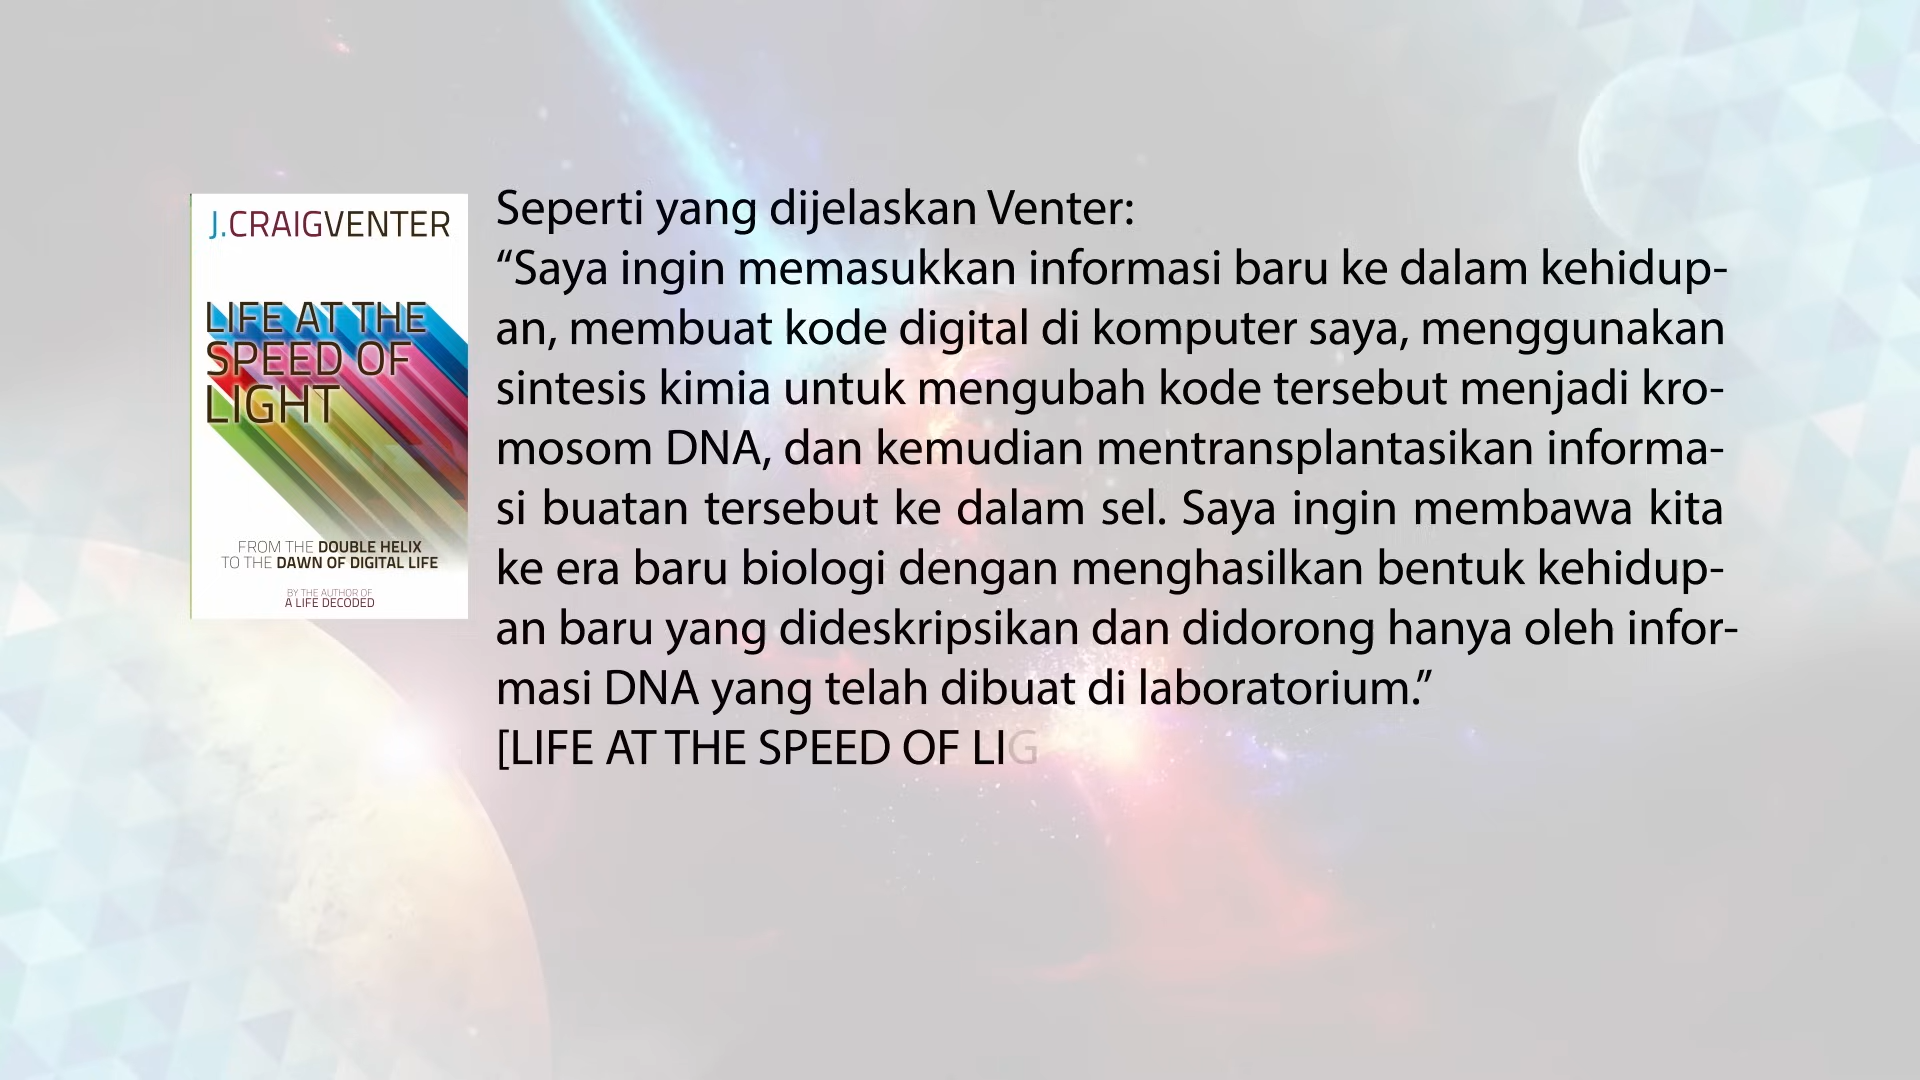 J.CRAIGVENTER
LIFE AT THE
SPEED OF
LIGHT
FROM THE DOUBLE HELIX
TO THE DAWN OF DIGITAL LIFE
BY THE AUTHOR OF
A LIFE DECODED
Seperti yang dijelaskan Venter:
“Saya ingin memasukkan informasi baru ke dalam kehidup-
an, membuat kode digital di komputer saya, menggunakan
sintesis kimia untuk mengubah kode tersebut menjadi kro-
mosom DNA, dan kemudian mentransplantasikan informa-
si buatan tersebut ke dalam sel. Saya ingin membawa kita
ke era baru biologi dengan menghasilkan bentuk kehidup-
an baru yang dideskripsikan dan didorong hanya oleh infor-
masi DNA yang telah dibuat di laboratorium.”
[LIFE AT THE SPEED OF LIG